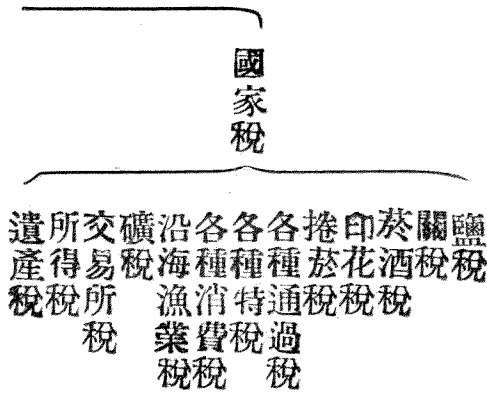 國家稅
鹽稅
關稅
菸酒稅
印花稅
捲菸稅
各種通過稅
各種特稅
各種消費稅
沿海漁業稅
礦稅
交易所稅
所得稅
遺產稅